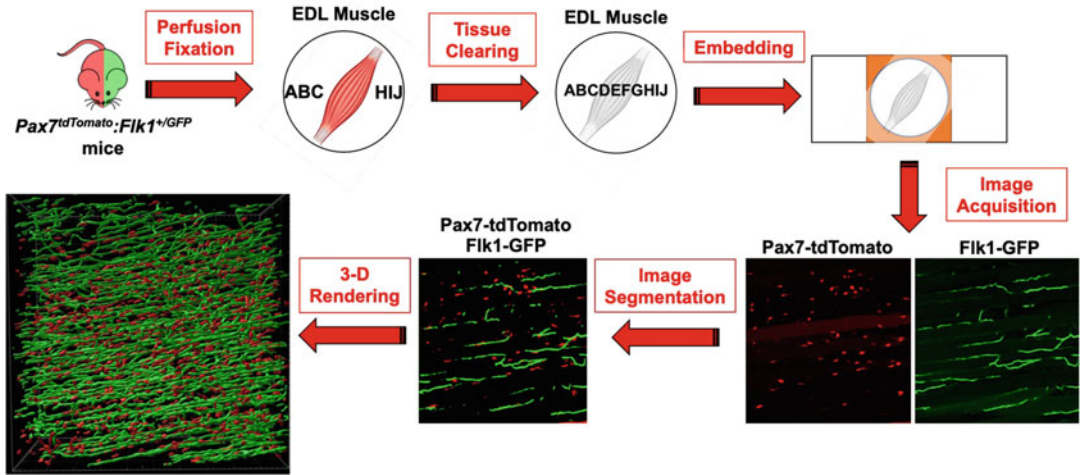 Perfusion
Fixation
EDL Muscle
ABC HIJ
Tissue
Clearing
EDL Muscle
ABCDEFGHIJ
Embedding
Pax7tdTomato:Flk1+/GFP
mice
Image
Acquisition
Pax7-tdTomato
Flk1-GFP
Image
Segmentation
Pax7-tdTomato
Flk1-GFP
3-D
Rendering